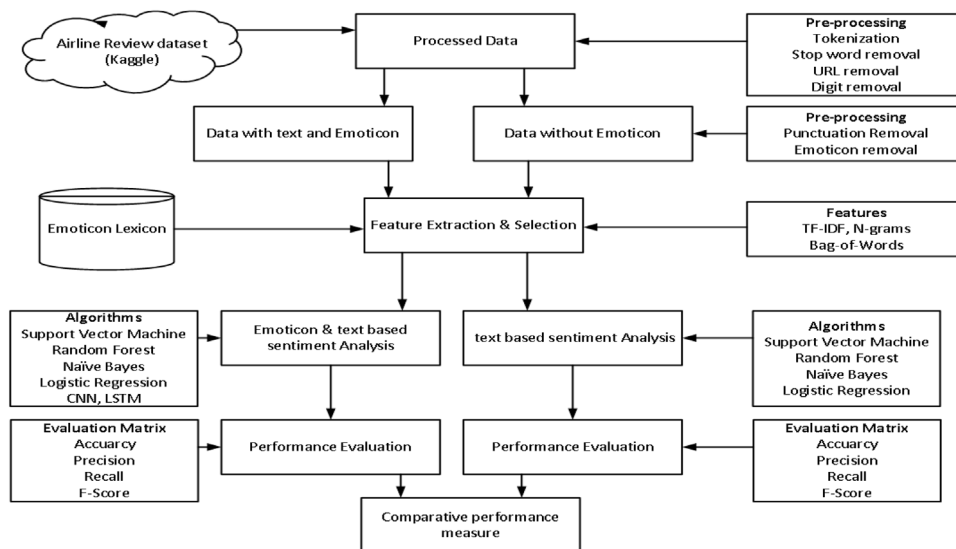 Airline Review dataset
(Kaggle)
Processed Data
Pre-processing
Tokenization
Stop word removal
URL removal
Digit removal
Data with text and Emoticon
Data without Emoticon
Pre-processing
Punctuation Removal
Emoticon removal
Emoticon Lexicon
Feature Extraction & Selection
Features
TF-IDF, N-grams
Bag-of-Words
Algorithms
Support Vector Machine
Random Forest
Naïve Bayes
Logistic Regression
CNN, LSTM
Emoticon & text based
sentiment Analysis
text based sentiment Analysis
Algorithms
Support Vector Machine
Random Forest
Naïve Bayes
Logistic Regression
Evaluation Matrix
Accuarcy
Precision
Recall
F-Score
Performance Evaluation
Performance Evaluation
Evaluation Matrix
Accuarcy
Precision
Recall
F-Score
Comparative performance
measure